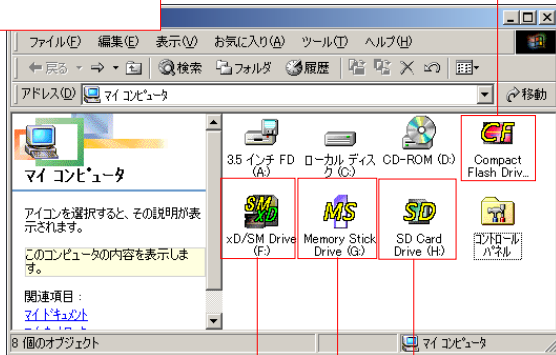 ファイル(F) 編集(E) 表示(V) お気に入り(A) ツール(T) ヘルプ(H)
戻る 検索 フォルダ 履歴
アドレス(D) マイ コンピュータ 移動
マイ コンピュータ
アイコンを選択すると、その説明が表
示されます。
このコンピュータの内容を表示しま
す。
関連項目:
マイ ドキュメント
3.5 インチ FD
(A:)
ローカル ディス
ク (C:)
CD-ROM (D:)
Compact
Flash Driv...
xD/SM Drive
(F:)
Memory Stick
Drive (G:)
SD Card
Drive (H:)
コントロール
パネル
CF
SM
xD
MS
SD
8 個のオブジェクト マイ コンピュータ